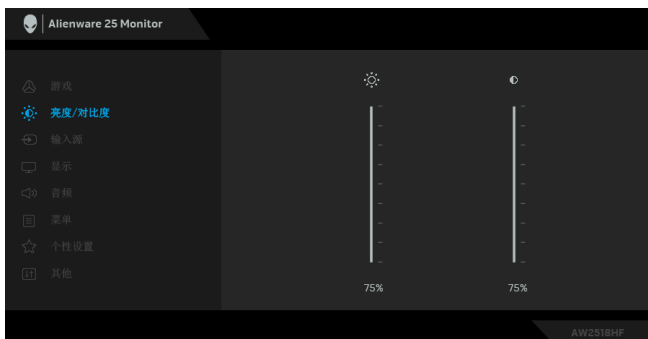 Alienware 25 Monitor
游戏
亮度/对比度
输入源
显示
音频
菜单
个性设置
其他
75% 75%
AW2518HF